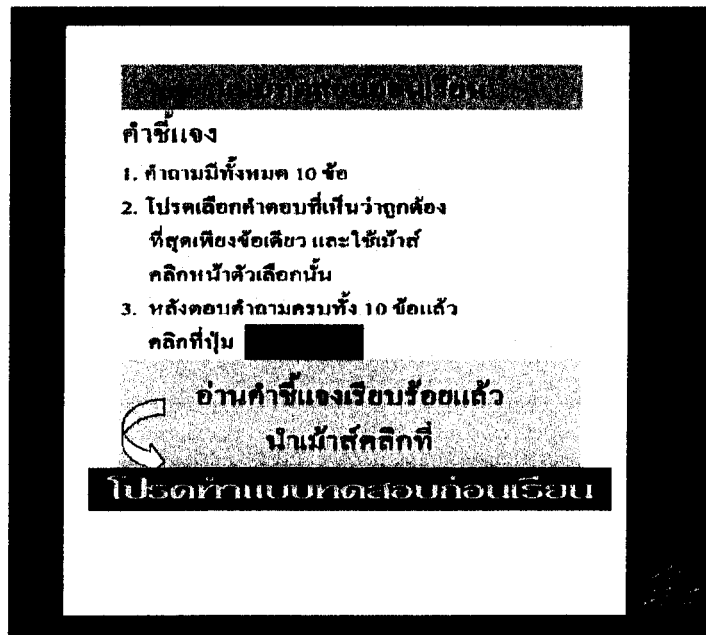 คำชี้แจง
1. คำถามมีทั้งหมด 10 ข้อ
2. โปรดเลือกคำตอบที่เห็นว่าถูกต้อง
ที่สุดเพียงข้อเดียว และใช้เม้าส์
คลิกหน้าตัวเลือกนั้น
3. หลังตอบคำถามครบทั้ง 10 ข้อแล้ว
คลิกที่ปุ่ม
อ่านคำชี้แจงเรียบร้อยแล้ว
นำเม้าส์คลิกที่
โปรดทำแบบทดสอบก่อนเรียน